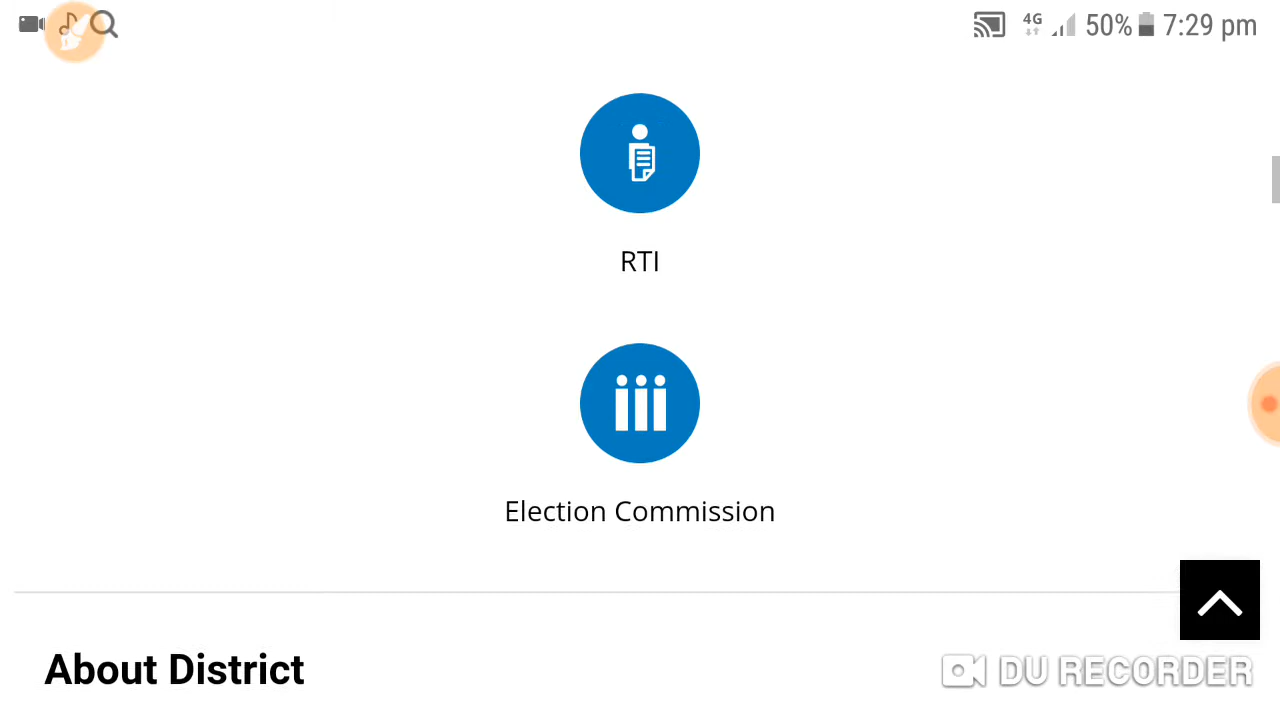 4G 50% 7:29 pm
RTI
Election Commission
About District
DU RECORDER